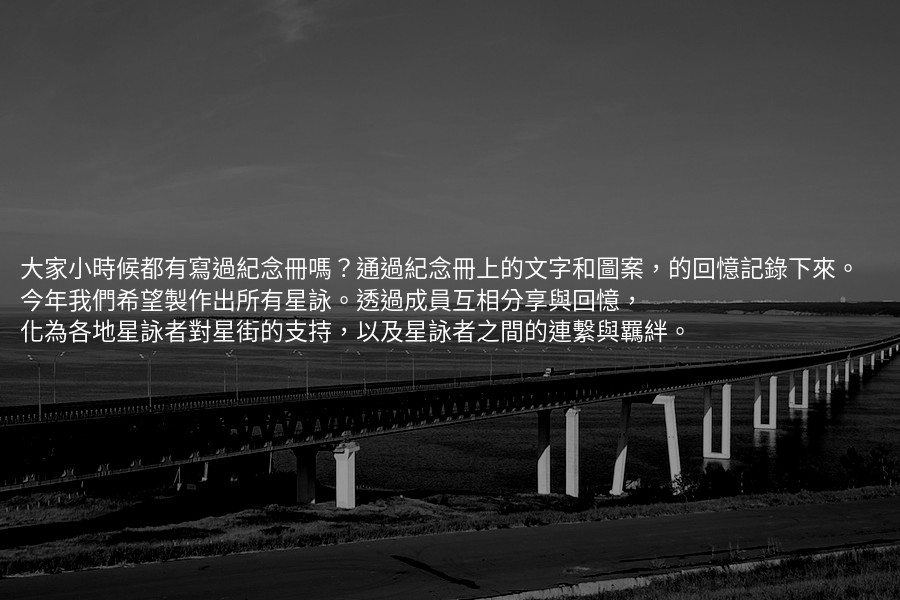 大家小時候都有寫過紀念冊嗎？通過紀念冊上的文字和圖案，的回憶記錄下來。
今年我們希望製作出所有星詠。透過成員互相分享與回憶，
化為各地星詠者對星街的支持，以及星詠者之間的連繫與羈絆。